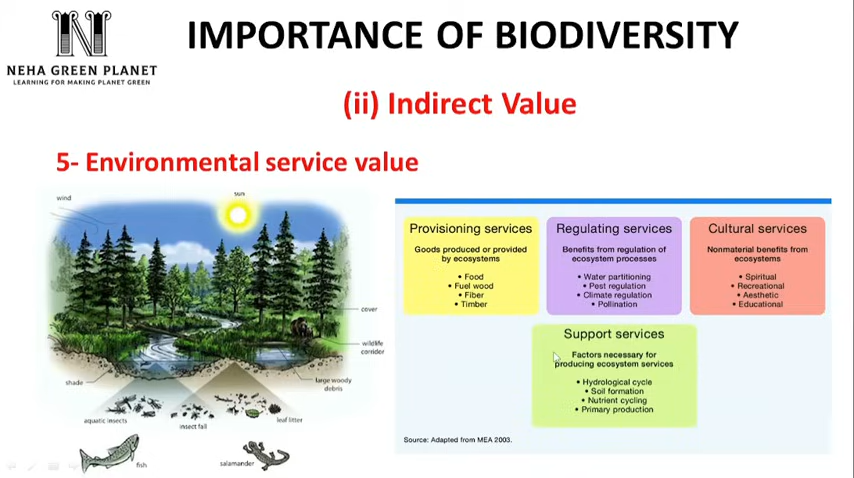 IMPORTANCE OF BIODIVERSITY
N
NEHA GREEN PLANET
LEARNING FOR MAKING PLANET GREEN
(ii) Indirect Value
5- Environmental service value
wind
sun
cover
wildlife
corridor
shade
large woody
debris
aquatic insects
insect fall
leaf litter
fish
salamander
Provisioning services
Goods produced or provided
by ecosystems
• Food
• Fuel wood
• Fiber
• Timber
Regulating services
Benefits from regulation of
ecosystem processes
• Water partitioning
• Pest regulation
• Climate regulation
• Pollination
Cultural services
Nonmaterial benefits from
ecosystems
• Spiritual
• Recreational
• Aesthetic
• Educational
Support services
Factors necessary for
producing ecosystem services
• Hydrological cycle
• Soil formation
• Nutrient cycling
• Primary production
Source: Adapted from MEA 2003.